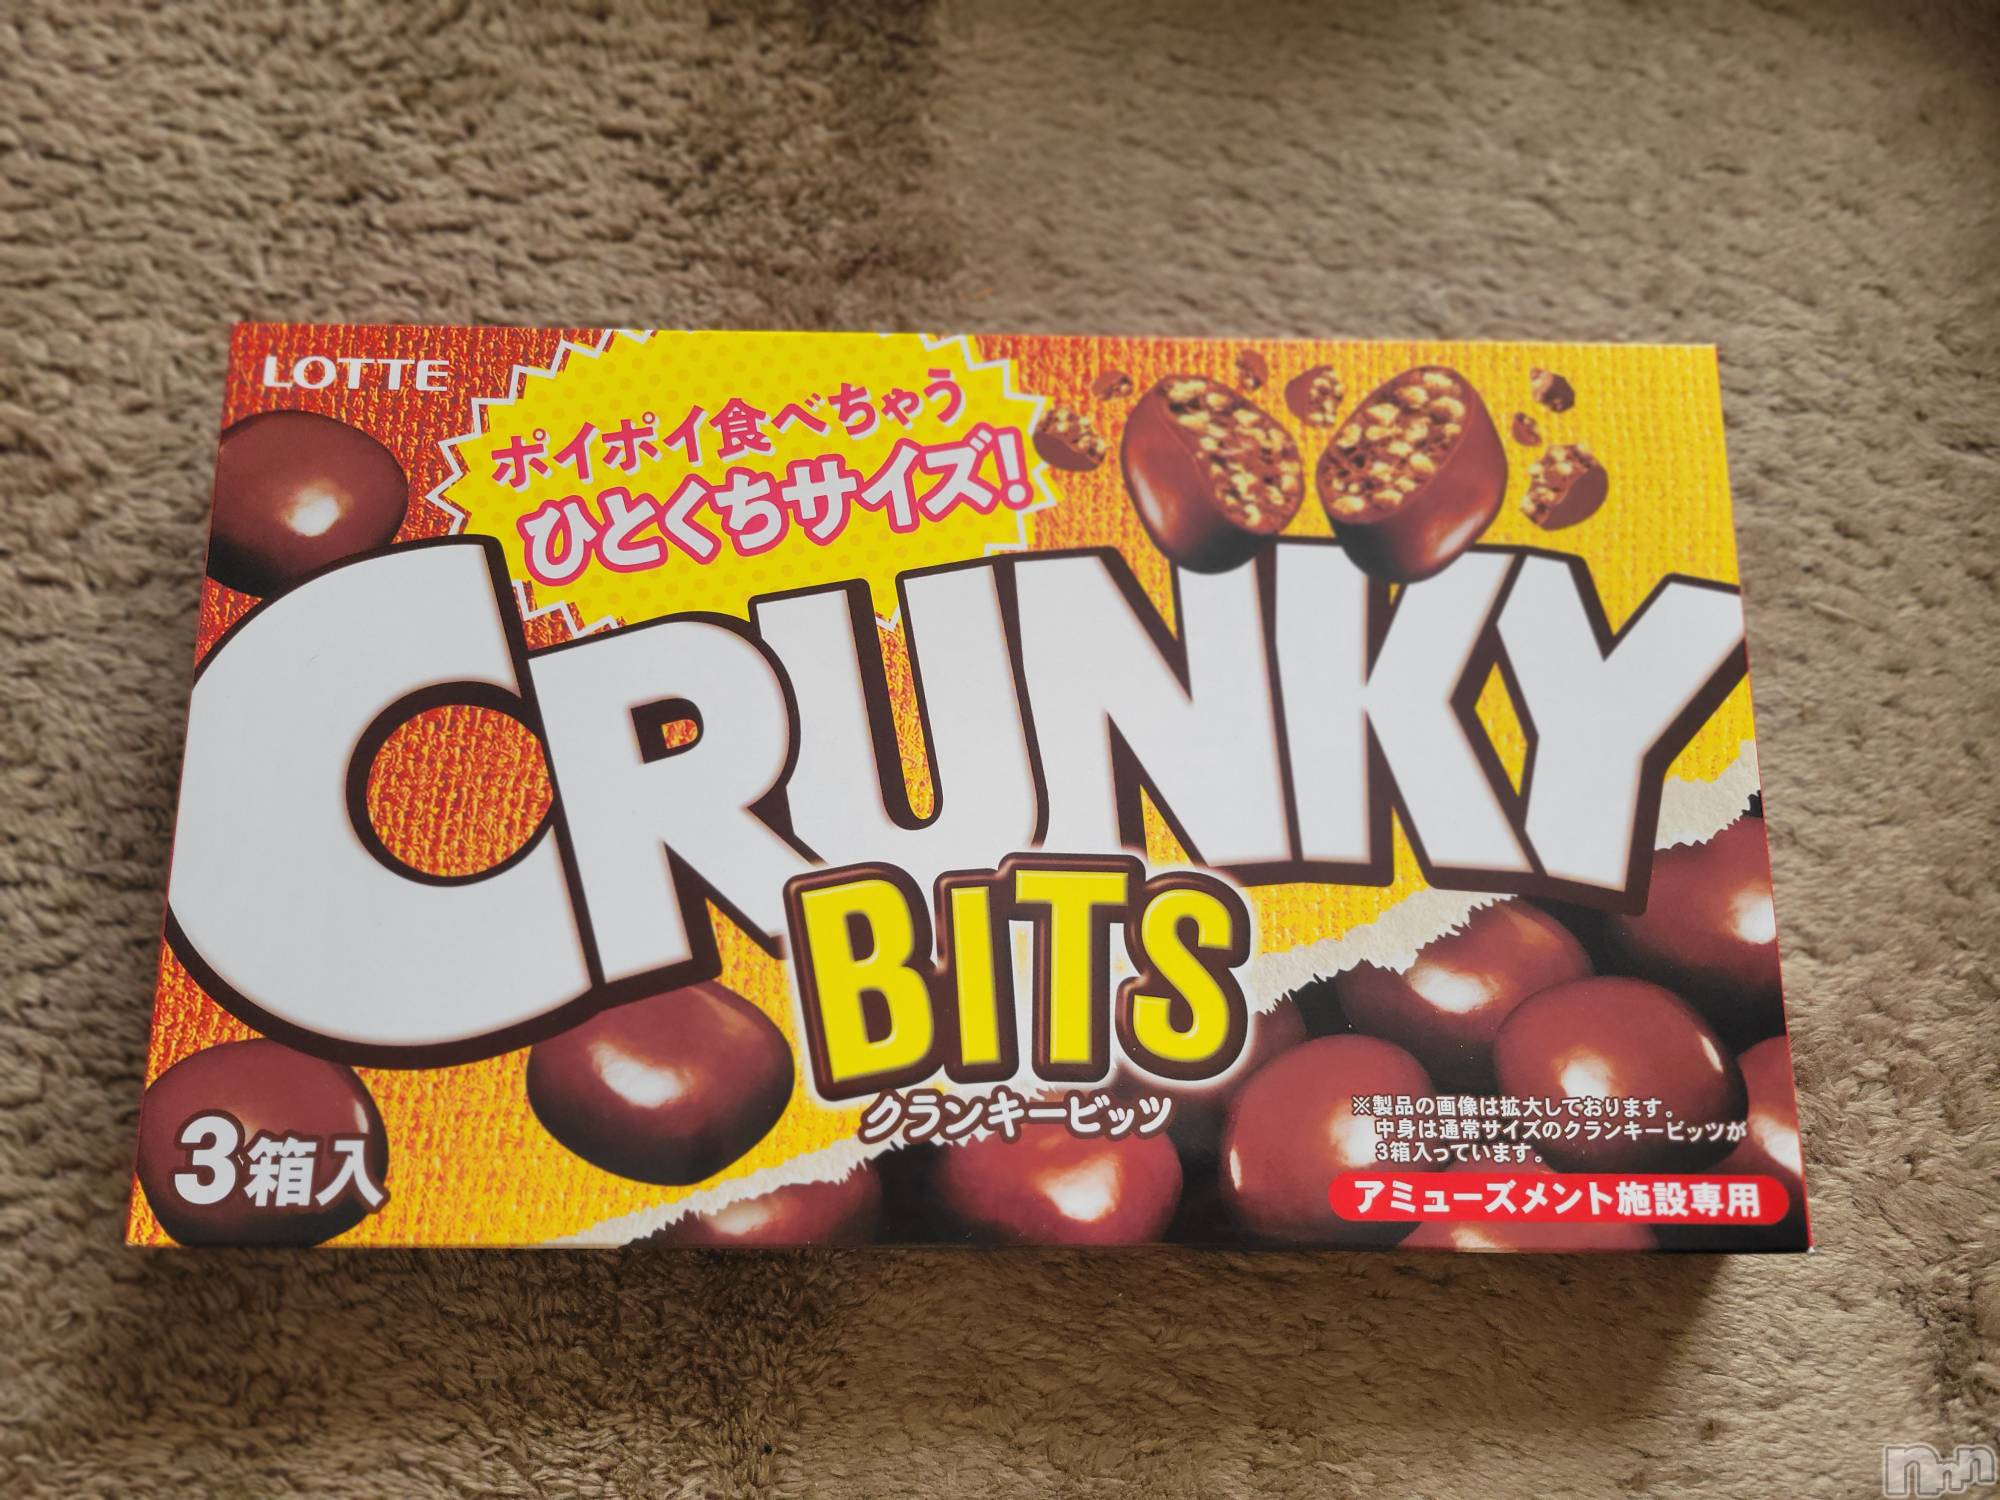 LOTTE
ポイポイ食べちゃう
ひとくちサイズ!
CRUNKY
BITS
クランキービッツ
3箱入
※製品の画像は拡大しております。
中身は通常サイズのクランキービッツが
3箱入っています。
アミューズメント施設専用